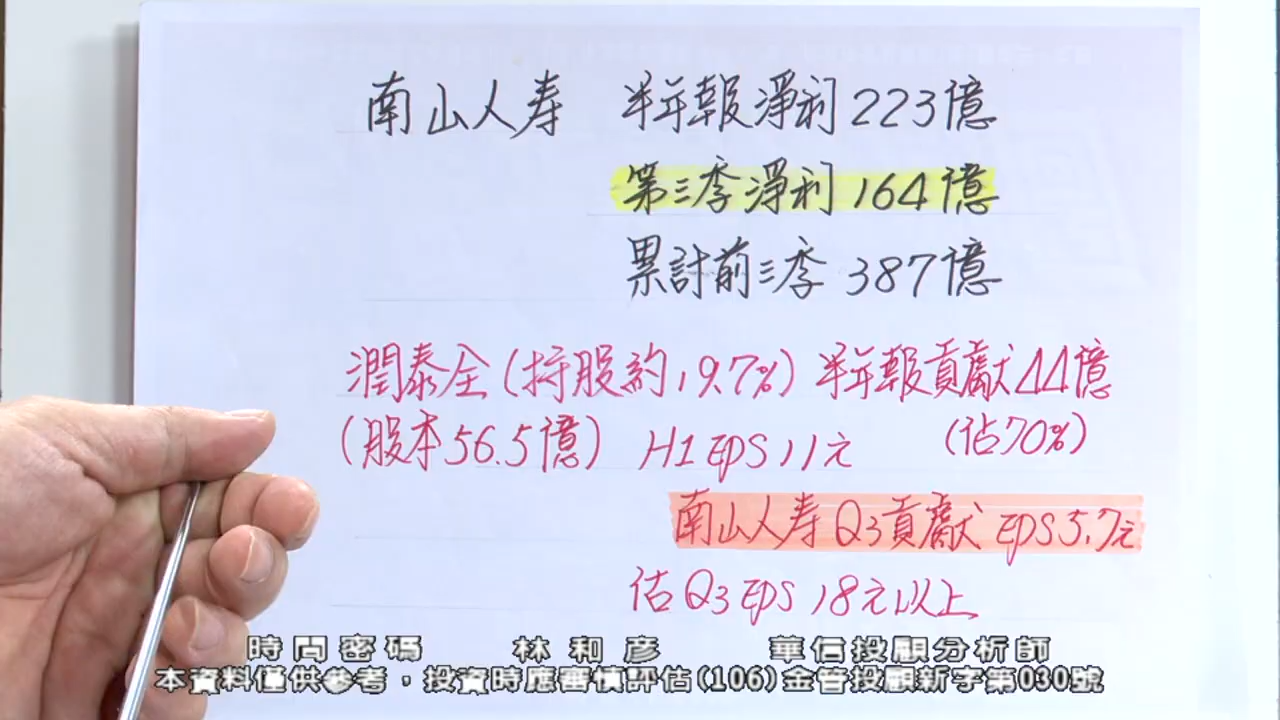 南山人寿 半年報淨利223億
第三季淨利164億
累計前三季 387億
潤泰全(持股約19.7%) 半年報貢獻44億
(股本56.5億) H1 EPS 11元 (佔70%)
南山人寿Q3貢獻 EPS 5.7元
估Q3 EPS 18元以上
時間密碼 林和彥 華信投顧分析師
本資料僅供參考，投資時應審慎評估(106)金管投顧新字第030號